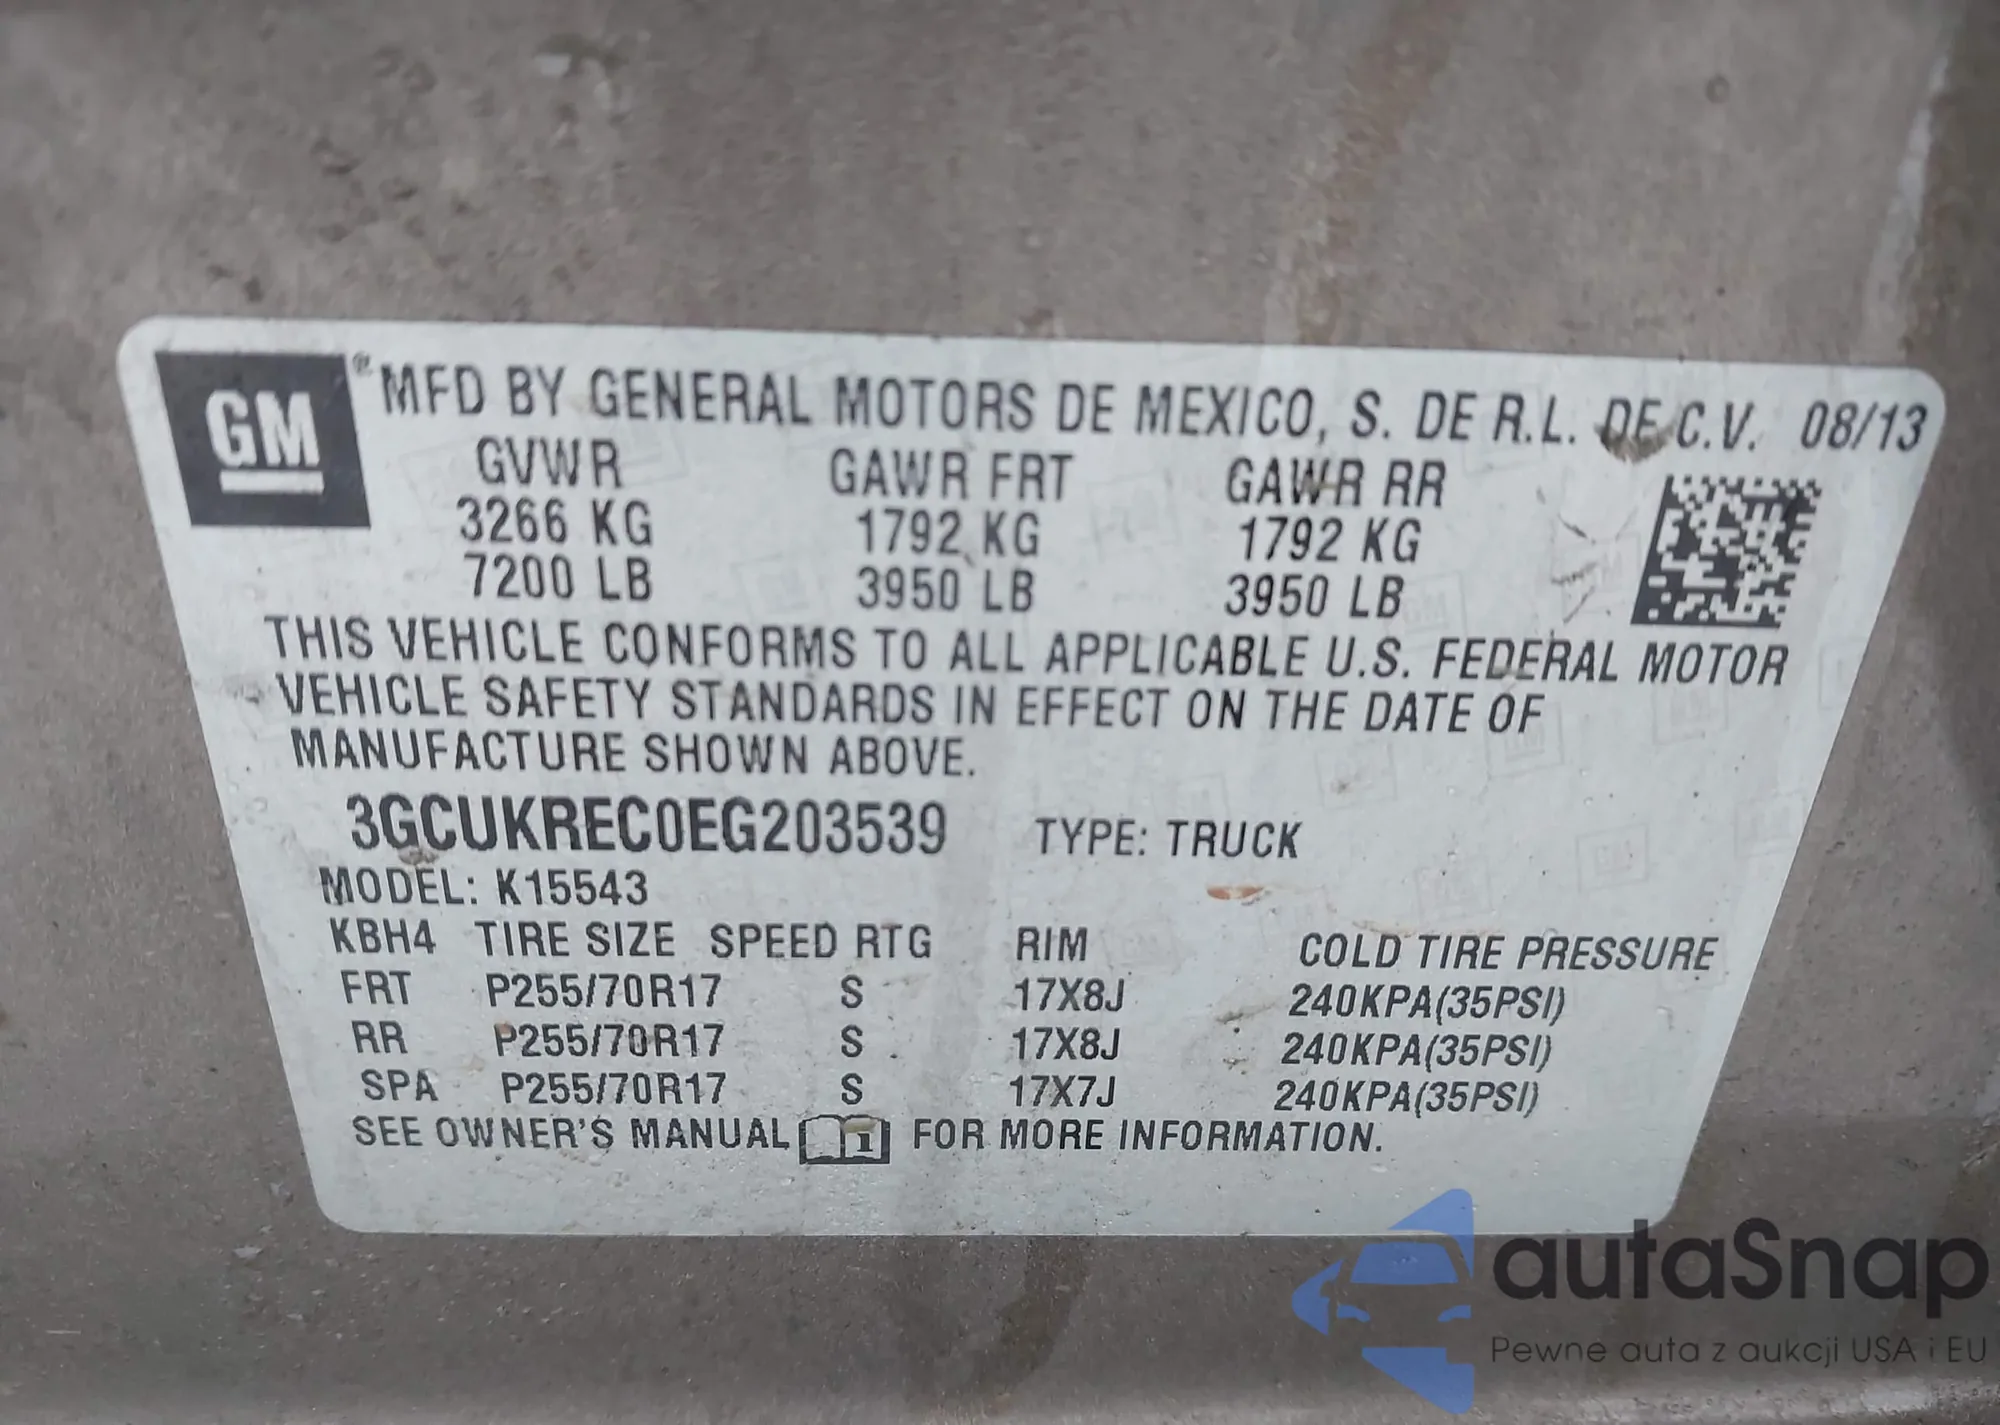 GM ® MFD BY GENERAL MOTORS DE MEXICO, S. DE R.L. DE C.V. 08/13
GVWR GAWR FRT GAWR RR
3266 KG 1792 KG 1792 KG
7200 LB 3950 LB 3950 LB
THIS VEHICLE CONFORMS TO ALL APPLICABLE U.S. FEDERAL MOTOR
VEHICLE SAFETY STANDARDS IN EFFECT ON THE DATE OF
MANUFACTURE SHOWN ABOVE.
3GCUKREC0EG203539 TYPE: TRUCK
MODEL: K15543
KBH4 TIRE SIZE SPEED RTG RIM COLD TIRE PRESSURE
FRT P255/70R17 S 17X8J 240KPA(35PSI)
RR P255/70R17 S 17X8J 240KPA(35PSI)
SPA P255/70R17 S 17X7J 240KPA(35PSI)
SEE OWNER'S MANUAL i FOR MORE INFORMATION.
autaSnap
Pewne auta z aukcji USA i EU